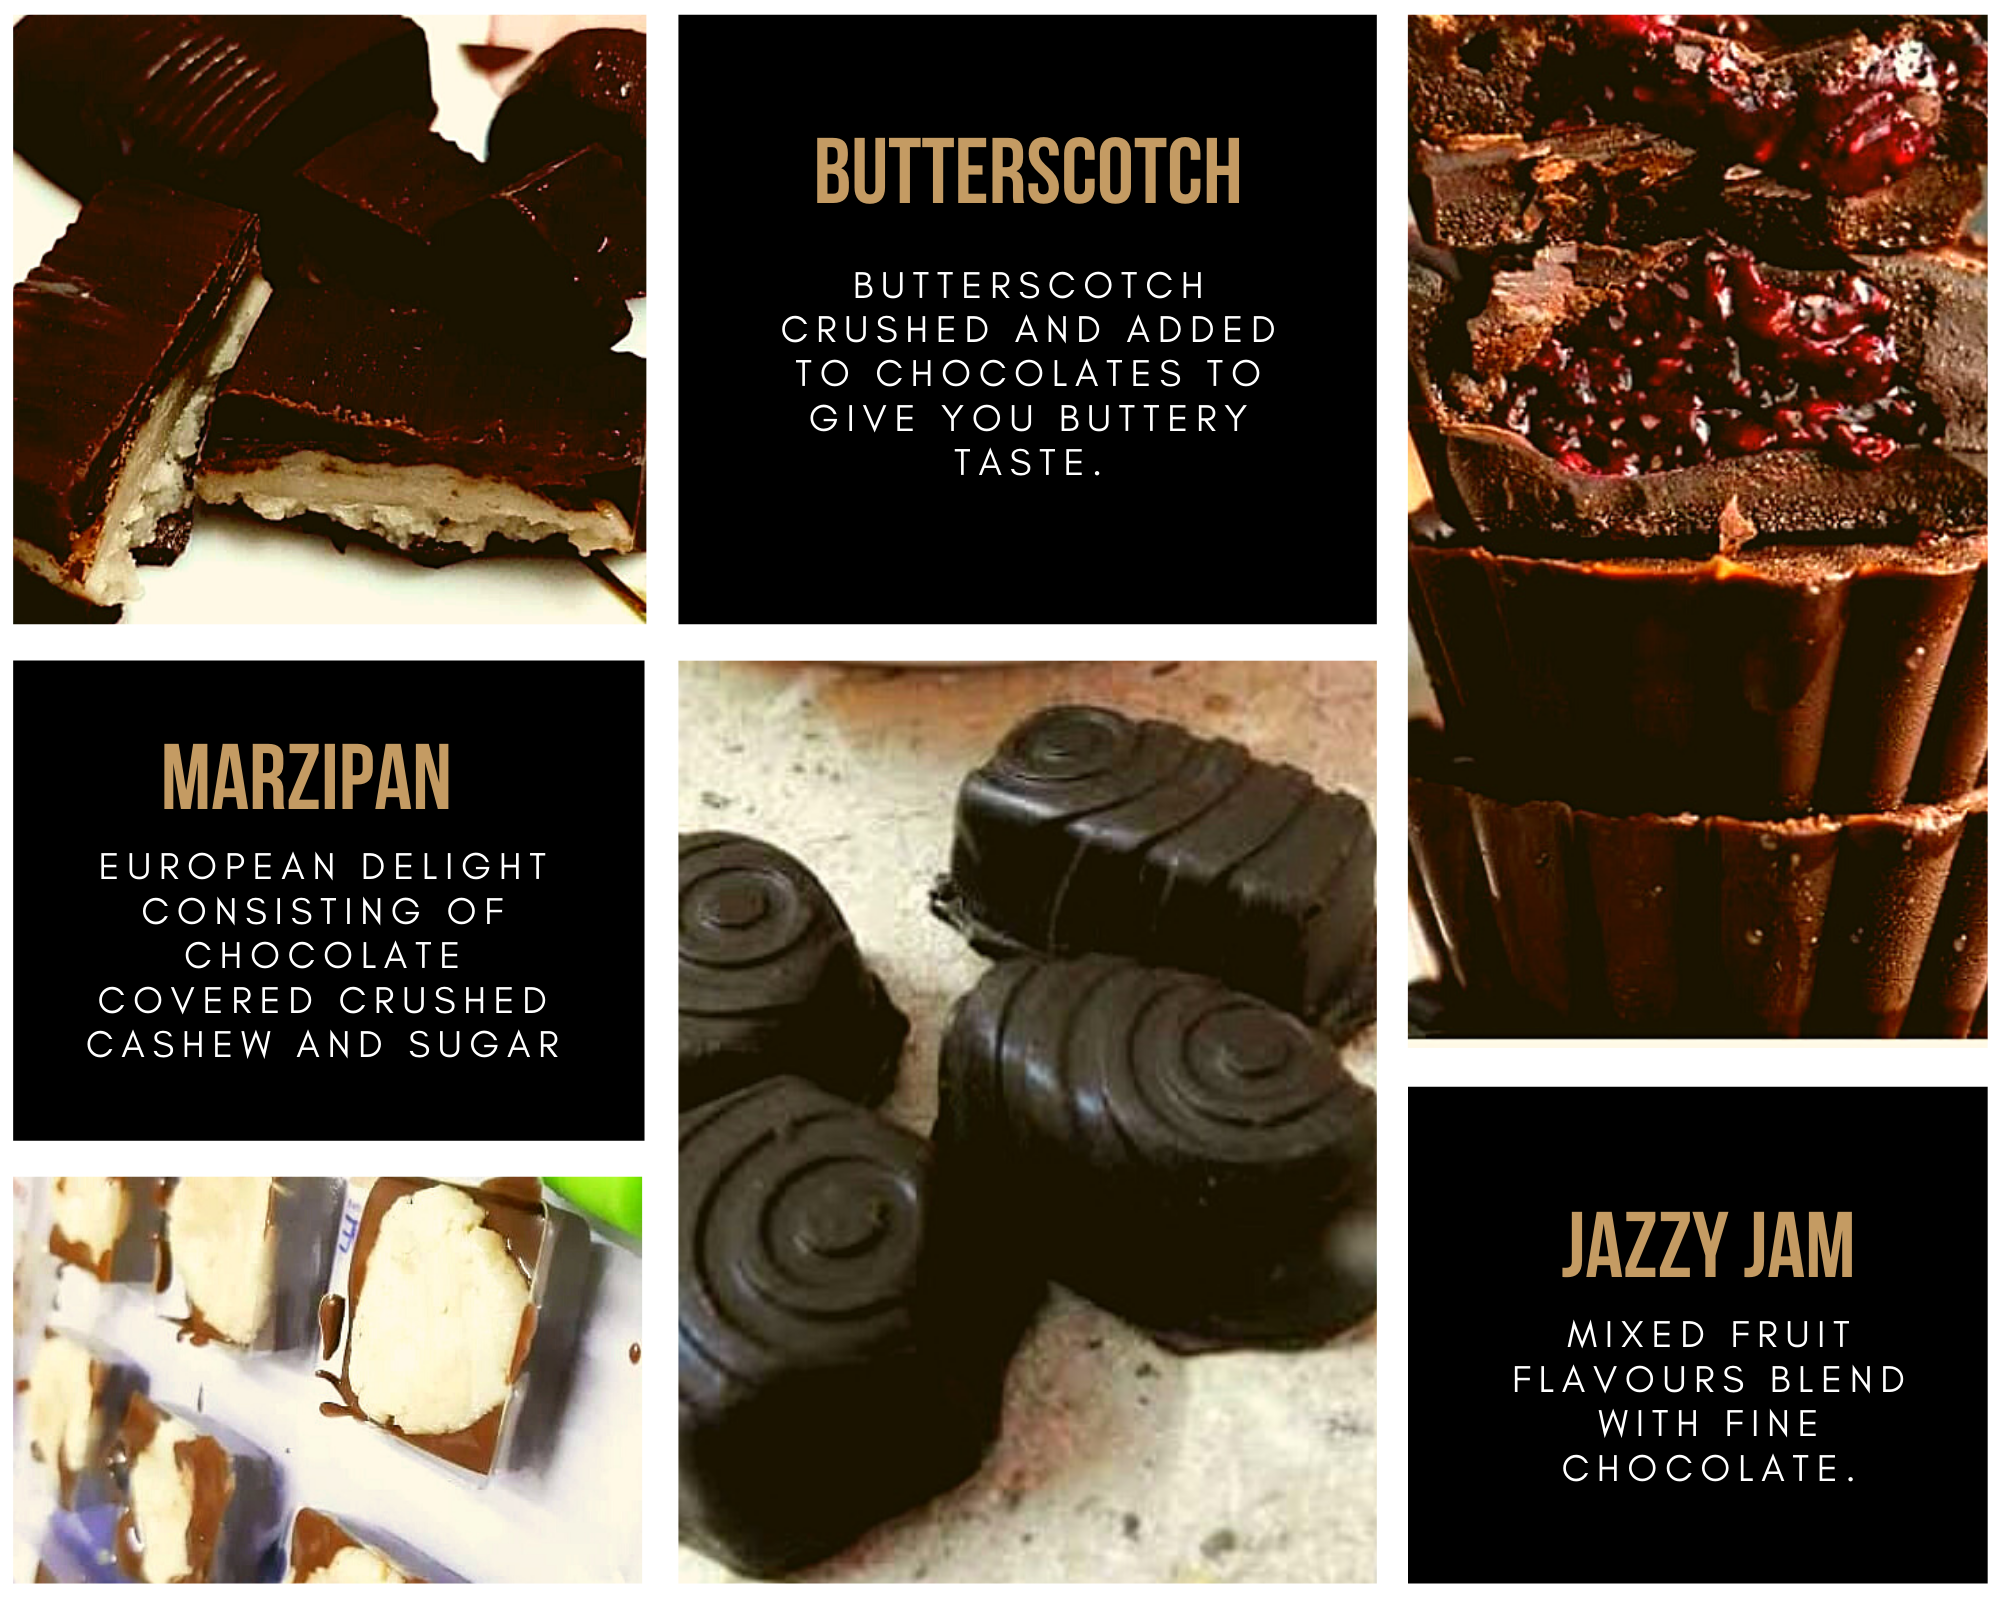 BUTTERSCOTCH
BUTTERSCOTCH
CRUSHED AND ADDED
TO CHOCOLATES TO
GIVE YOU BUTTERY
TASTE.
MARZIPAN
EUROPEAN DELIGHT
CONSISTING OF
CHOCOLATE
COVERED CRUSHED
CASHEW AND SUGAR
JAZZY JAM
MIXED FRUIT
FLAVOURS BLEND
WITH FINE
CHOCOLATE.